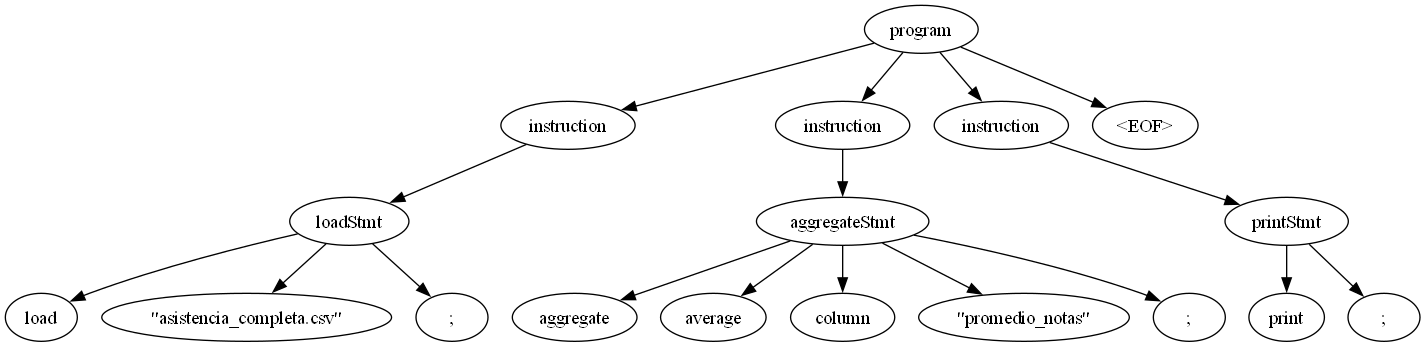 program
instruction
instruction
instruction
<EOF>
loadStmt
aggregateStmt
printStmt
load
"asistencia_completa.csv"
;
aggregate
average
column
"promedio_notas"
;
print
;